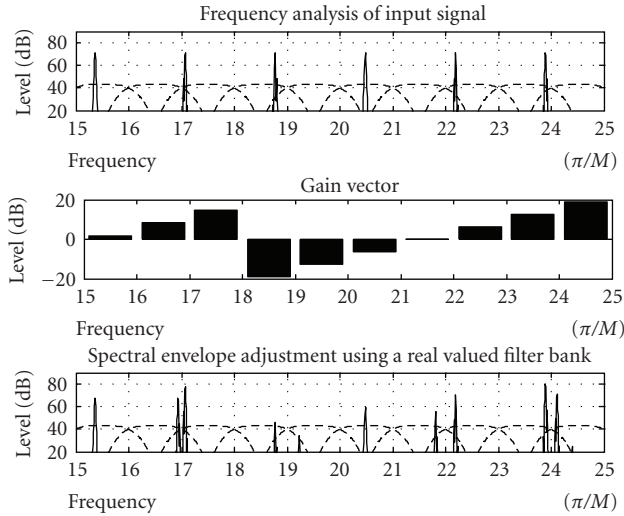 Frequency analysis of input signal
Level (dB)
80
60
40
20
15 16 17 18 19 20 21 22 23 24 25
Frequency (π/M)
Gain vector
Level (dB)
20
0
−20
15 16 17 18 19 20 21 22 23 24 25
Frequency (π/M)
Spectral envelope adjustment using a real valued filter bank
Level (dB)
80
60
40
20
15 16 17 18 19 20 21 22 23 24 25
Frequency (π/M)